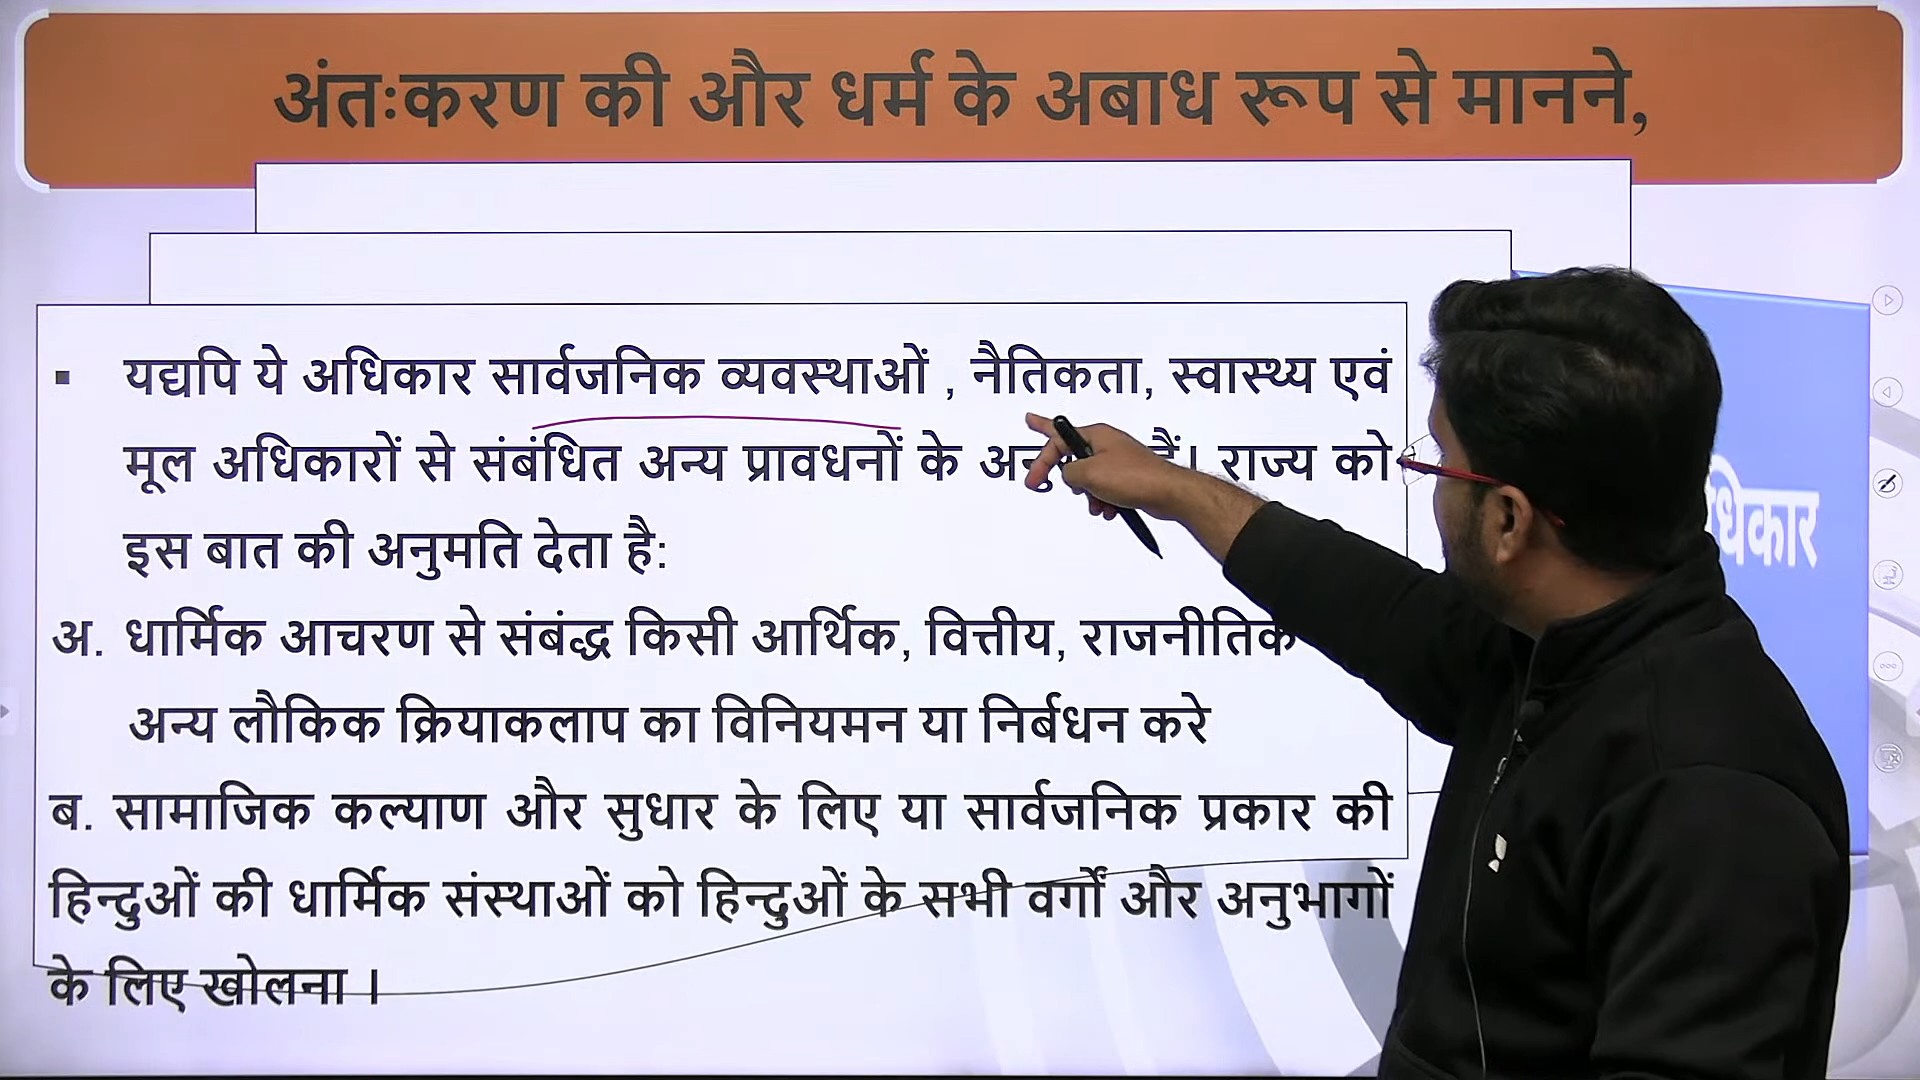 अंतःकरण की और धर्म के अबाध रूप से मानने,
▪ यद्यपि ये अधिकार सार्वजनिक व्यवस्थाओं , नैतिकता, स्वास्थ्य एवं
मूल अधिकारों से संबंधित अन्य प्रावधनों के हैं। राज्य को
इस बात की अनुमति देता है:
अ. धार्मिक आचरण से संबंद्ध किसी आर्थिक, वित्तीय, राजनीतिक
अन्य लौकिक क्रियाकलाप का विनियमन या निर्बधन करे
ब. सामाजिक कल्याण और सुधार के लिए या सार्वजनिक प्रकार की
हिन्दुओं की धार्मिक संस्थाओं को हिन्दुओं के सभी वर्गों और अनुभागों
के लिए खोलना ।